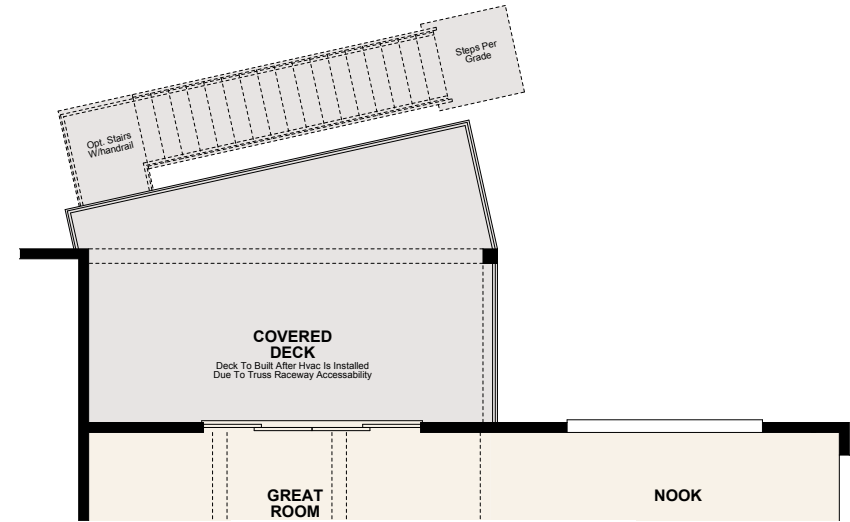 Steps Per
Grade
Opt. Stairs
W/handrail
COVERED
DECK
Deck To Built After Hvac Is Installed
Due To Truss Raceway Accessability
GREAT
ROOM
NOOK